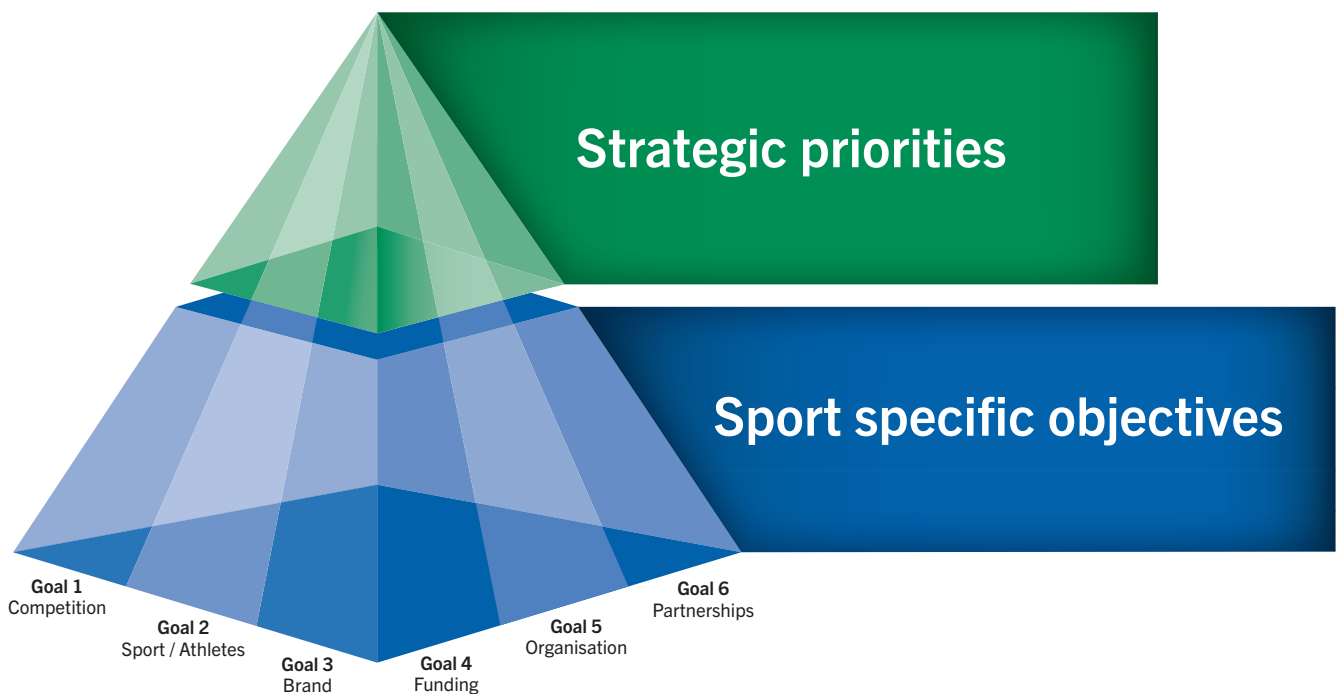 Strategic priorities
Sport specific objectives
Goal 1
Competition
Goal 2
Sport / Athletes
Goal 3
Brand
Goal 4
Funding
Goal 5
Organisation
Goal 6
Partnerships